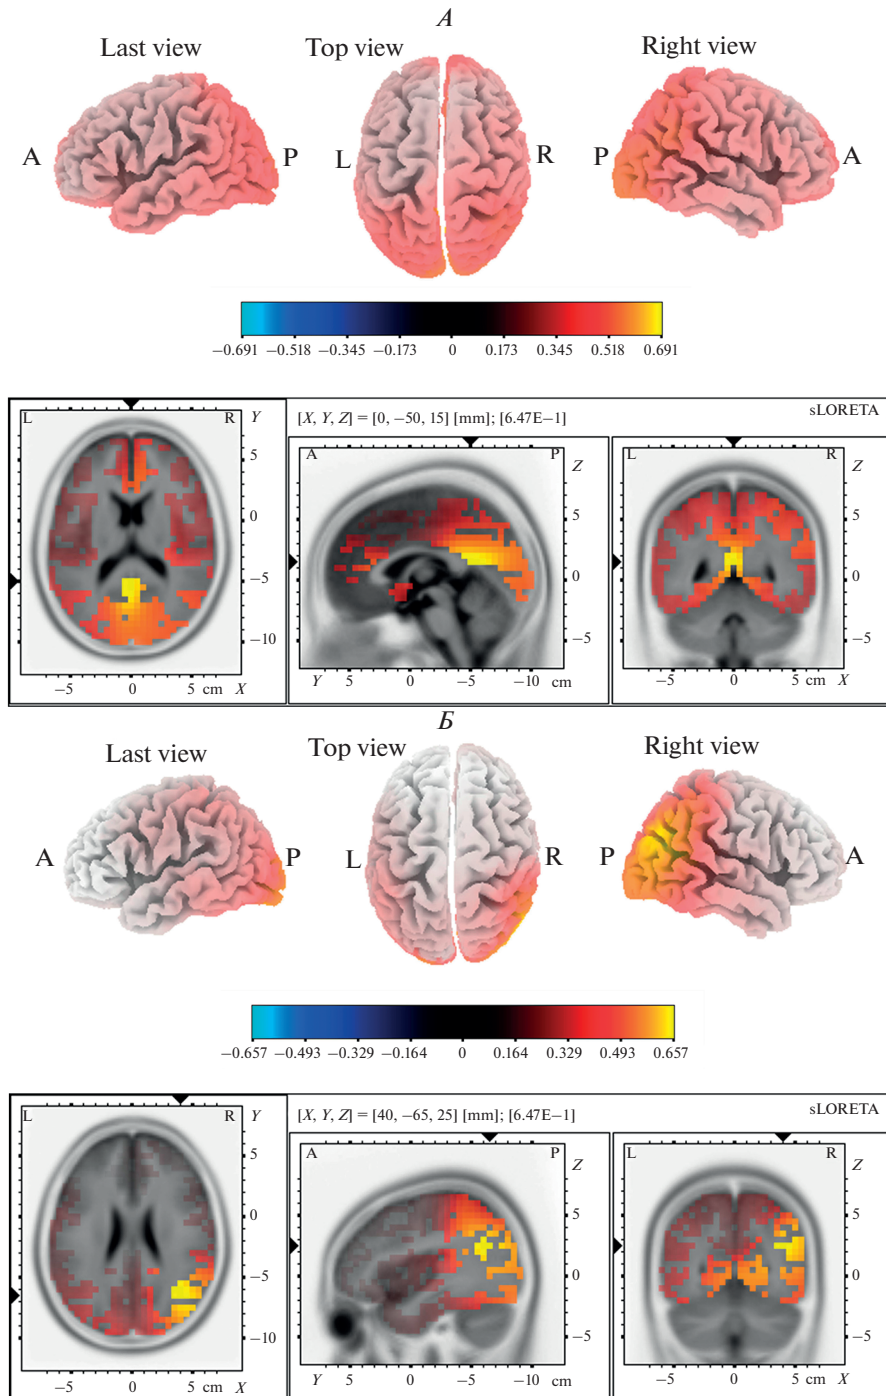 А
Last view Top view Right view
A P L R P A
−0.691 −0.518 −0.345 −0.173 0 0.173 0.345 0.518 0.691
[X, Y, Z] = [0, −50, 15] [mm]; [6.47E−1] sLORETA
L R Y
5
0
−5
−10
−5 0 5 cm X
A P Z
5
0
−5
Y 5 0 −5 −10 cm
L R Z
5
0
−5
−5 0 5 cm X
Б
Last view Top view Right view
A P L R P A
−0.657 −0.493 −0.329 −0.164 0 0.164 0.329 0.493 0.657
[X, Y, Z] = [40, −65, 25] [mm]; [6.47E−1] sLORETA
L R Y
5
0
−5
−10
−5 0 5 cm X
A P Z
5
0
−5
Y 5 0 −5 −10 cm
L R Z
5
0
−5
−5 0 5 cm X